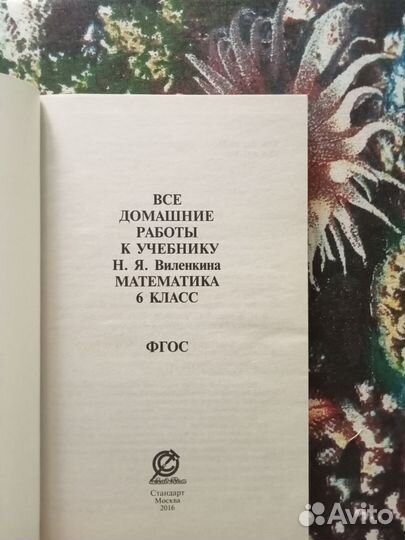 ВСЕ
ДОМАШНИЕ
РАБОТЫ
К УЧЕБНИКУ
Н. Я. Виленкина
МАТЕМАТИКА
6 КЛАСС
ФГОС
Стандарт
Москва
2016
Avito